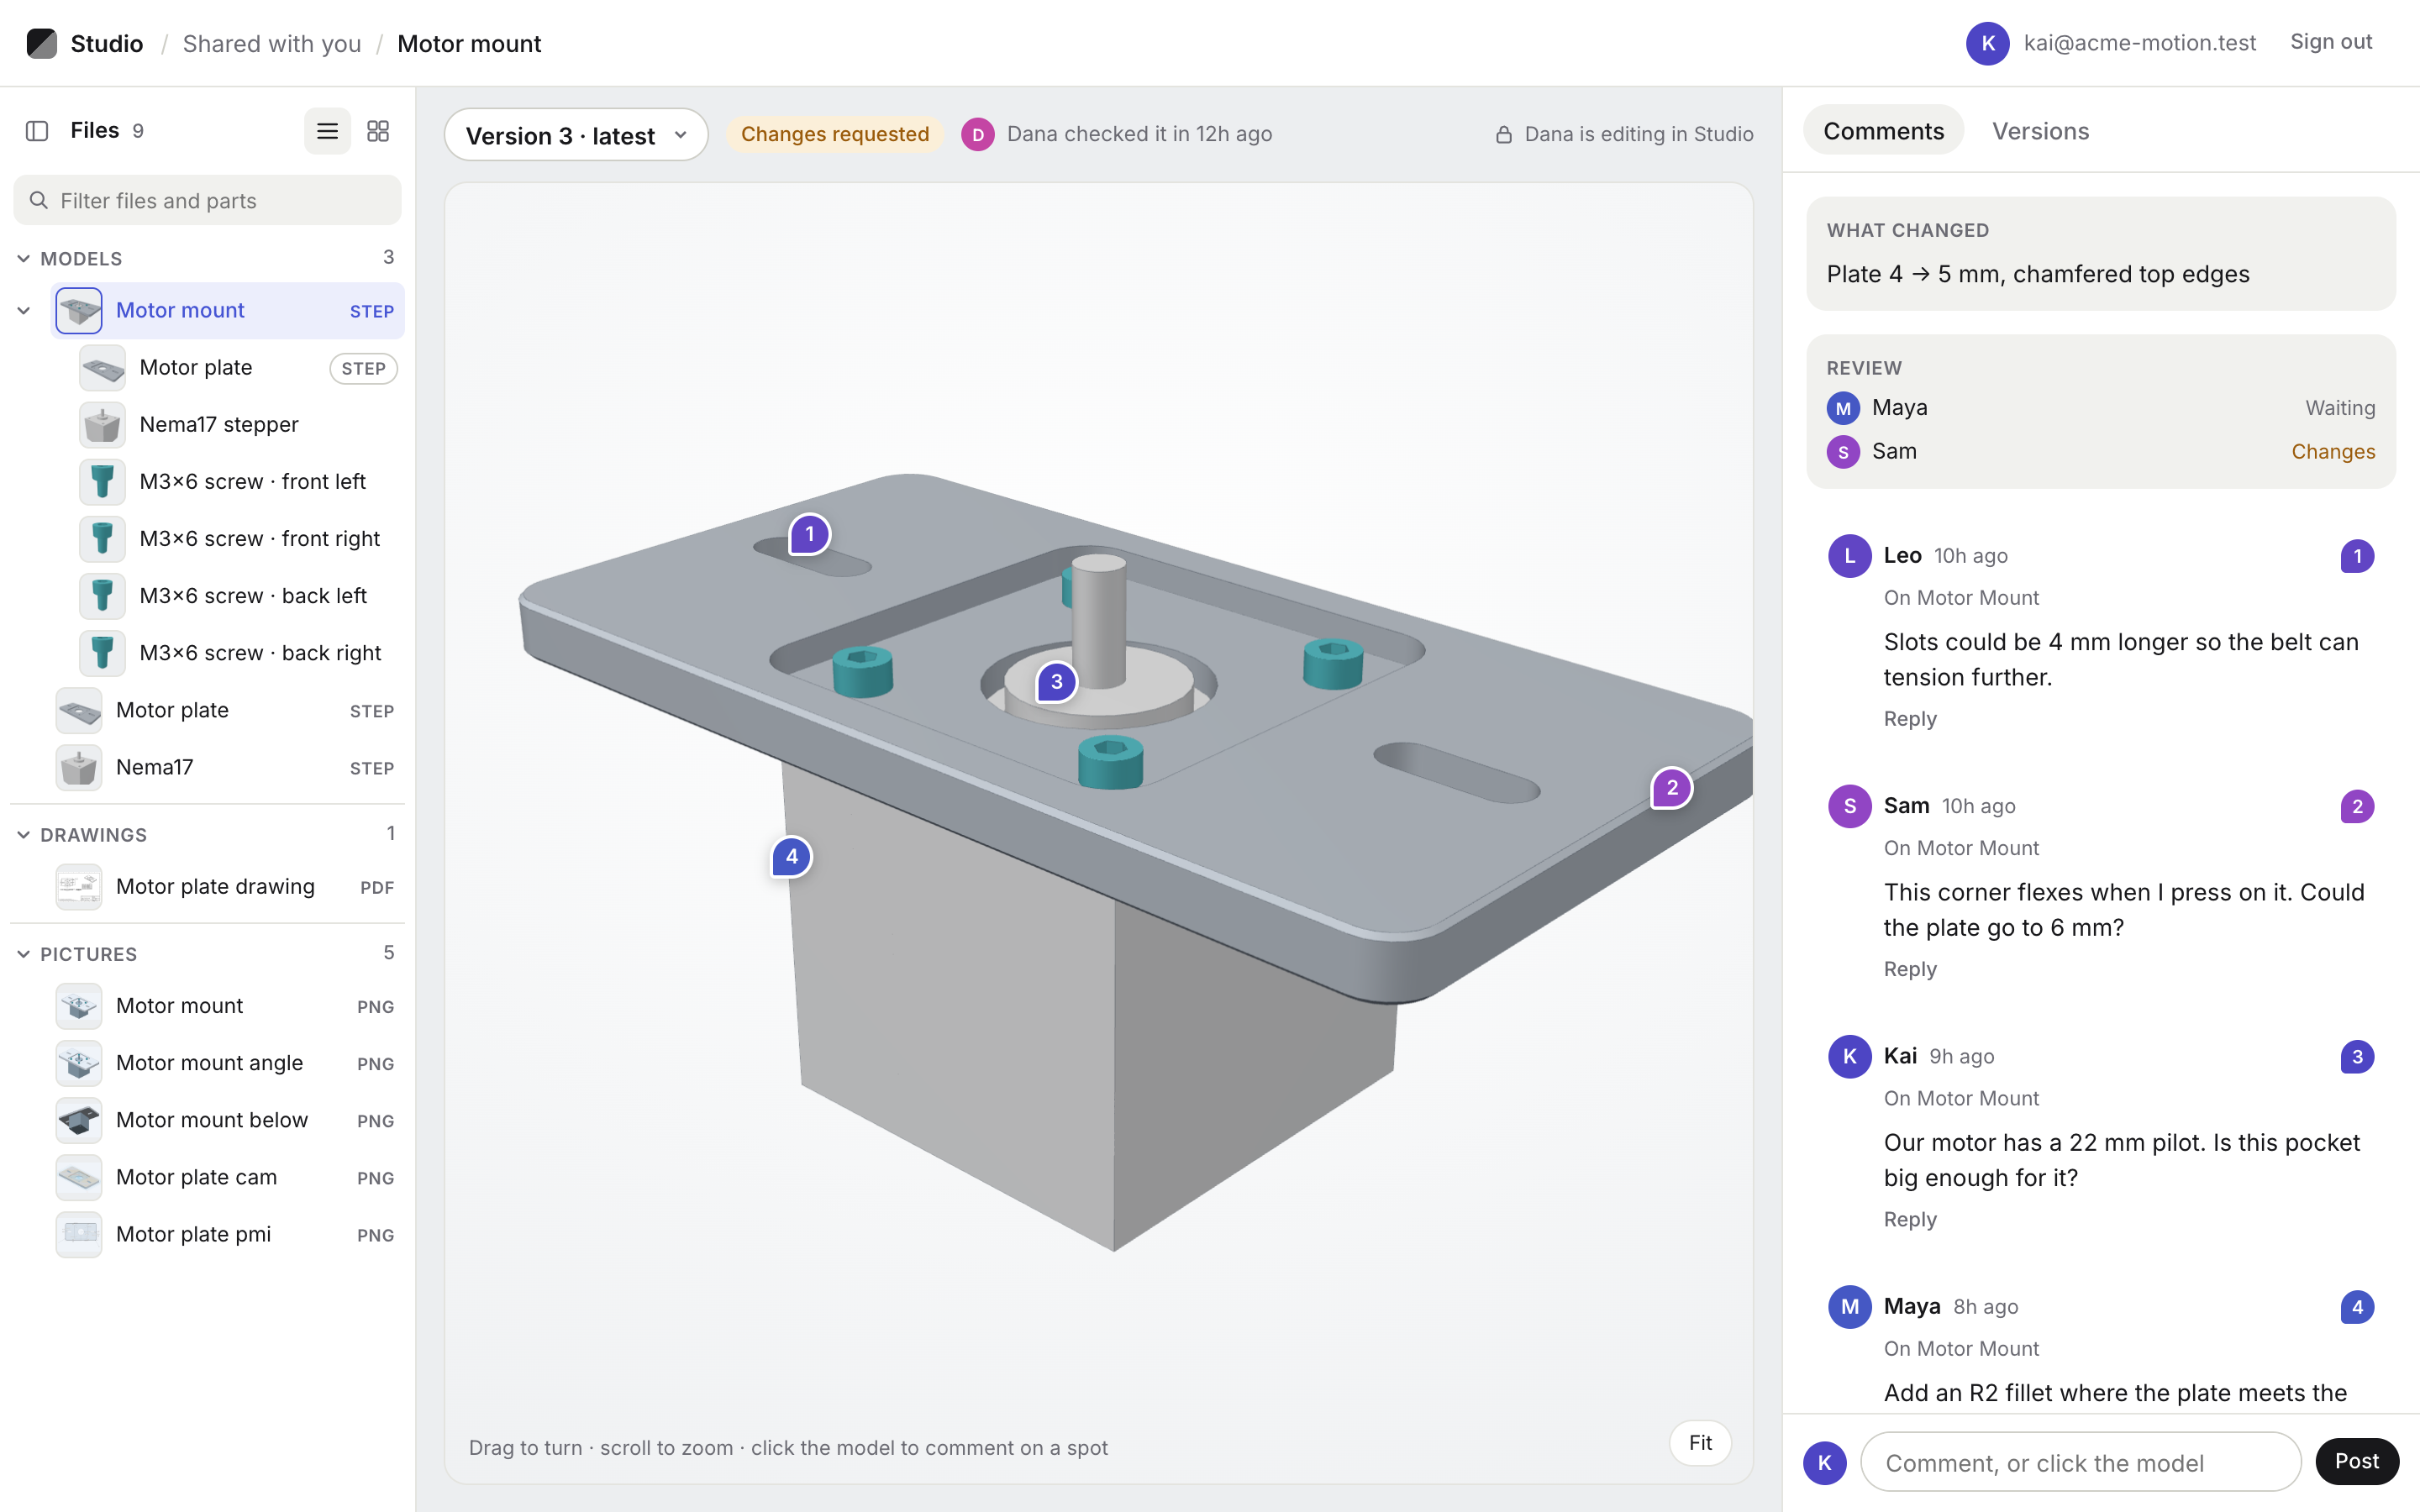 Studio / Shared with you / Motor mount
K kai@acme-motion.test Sign out
Files 9
Filter files and parts
MODELS 3
Motor mount STEP
Motor plate STEP
Nema17 stepper
M3×6 screw · front left
M3×6 screw · front right
M3×6 screw · back left
M3×6 screw · back right
Motor plate STEP
Nema17 STEP
DRAWINGS 1
Motor plate drawing PDF
PICTURES 5
Motor mount PNG
Motor mount angle PNG
Motor mount below PNG
Motor plate cam PNG
Motor plate pmi PNG
Version 3 · latest Changes requested D Dana checked it in 12h ago Dana is editing in Studio
1
3
2
4
Drag to turn · scroll to zoom · click the model to comment on a spot
Fit
Comments Versions
WHAT CHANGED
Plate 4 → 5 mm, chamfered top edges
REVIEW
M Maya Waiting
S Sam Changes
L Leo 10h ago 1
On Motor Mount
Slots could be 4 mm longer so the belt can
tension further.
Reply
S Sam 10h ago 2
On Motor Mount
This corner flexes when I press on it. Could
the plate go to 6 mm?
Reply
K Kai 9h ago 3
On Motor Mount
Our motor has a 22 mm pilot. Is this pocket
big enough for it?
Reply
M Maya 8h ago 4
On Motor Mount
Add an R2 fillet where the plate meets the
K Comment, or click the model Post